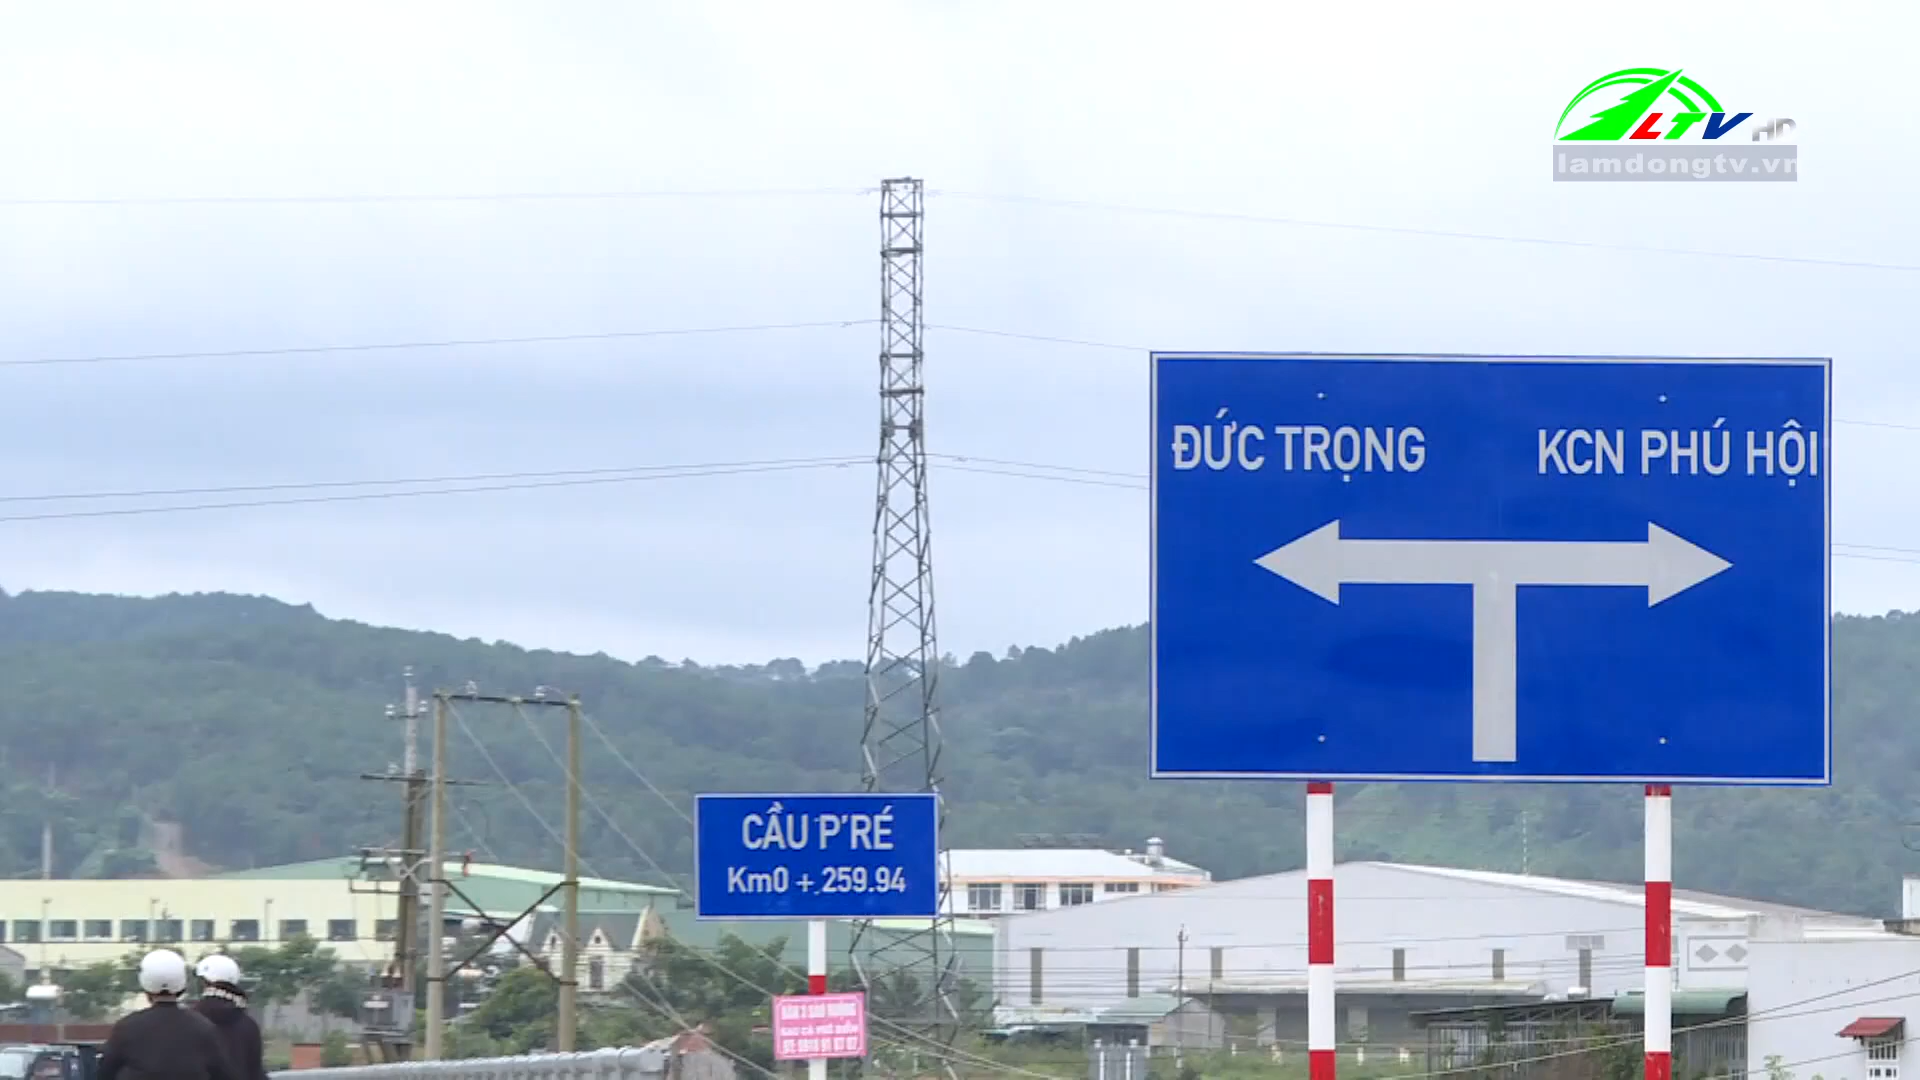 LTV HD
lamdongtv.vn
ĐỨC TRỌNG
KCN PHÚ HỘI
CẦU P'RÉ
Km0 + 259.94